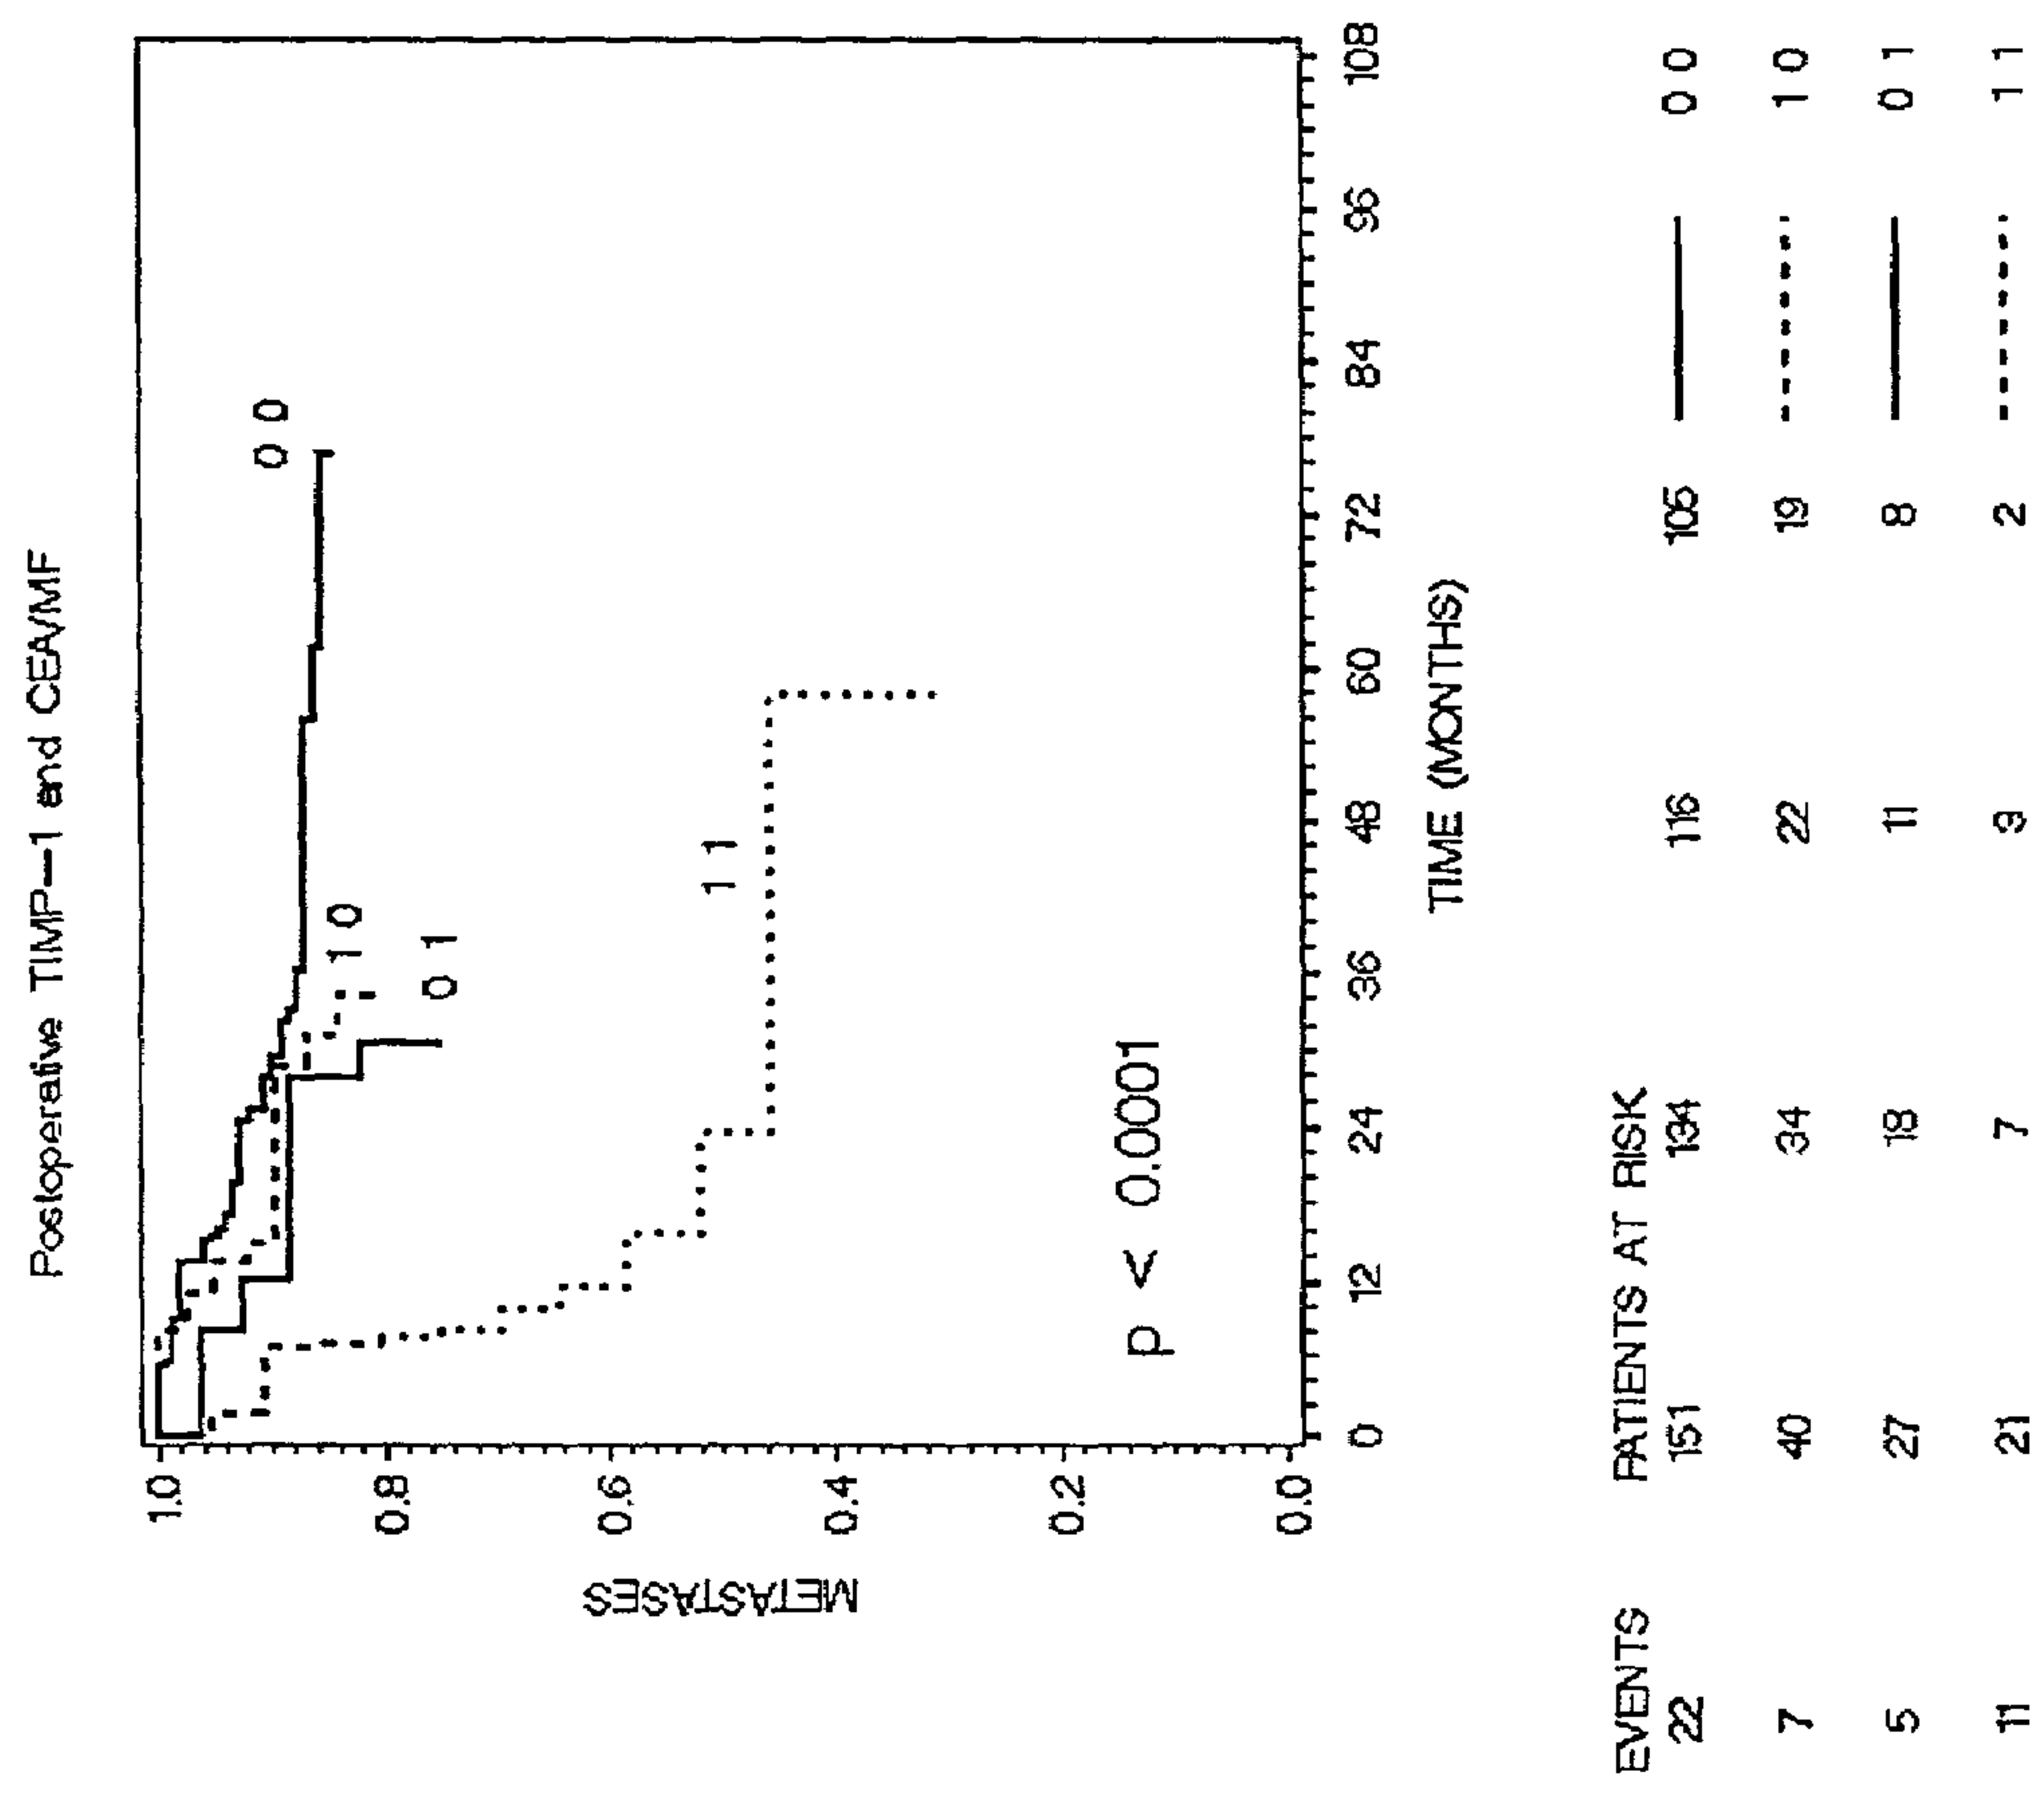 Postoperative TIMP-1 and CEA/MF
METASTASES
1.0
0.8
0.6
0.4
0.2
0.0
0 0
1 0
0 1
1 1
p < 0.0001
0 12 24 36 48 60 72 84 96 108
TIME (MONTHS)
EVENTS PATIENTS AT RISK
22 151 134 116 105 0 0
7 40 34 22 19 1 0
5 27 18 11 8 0 1
11 21 7 3 2 1 1